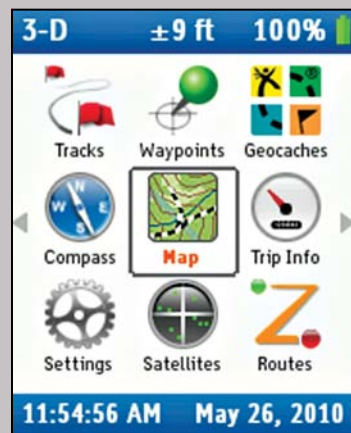 3-D ±9 ft 100%
Tracks Waypoints Geocaches
Compass Map Trip Info
Settings Satellites Routes
11:54:56 AM May 26, 2010